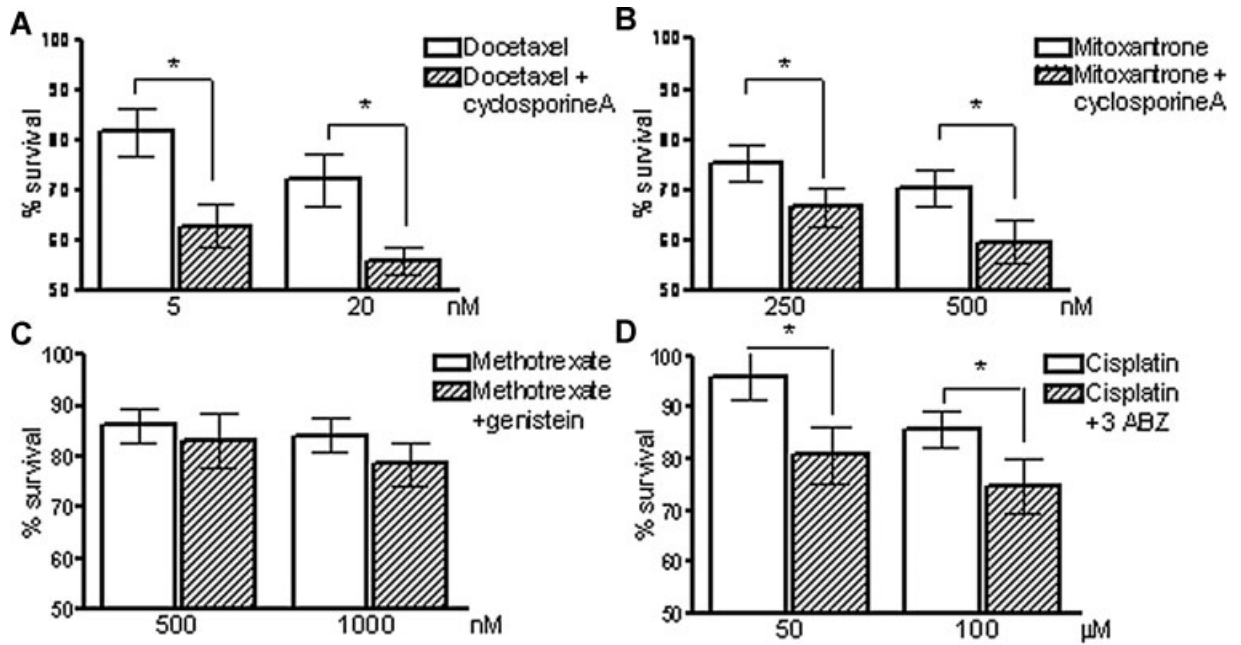 A
100
90
80
70
60
50
% survival
Docetaxel
Docetaxel +
cyclosporine A
*
*
5
20
nM
B
100
90
80
70
60
50
% survival
Mitoxantrone
Mitoxantrone +
cyclosporine A
*
*
250
500
nM
C
100
90
80
70
60
50
% survival
Methotrexate
Methotrexate
+genistein
500
1000
nM
D
100
90
80
70
60
50
% survival
Cisplatin
Cisplatin
+3 ABZ
*
*
50
100
µM